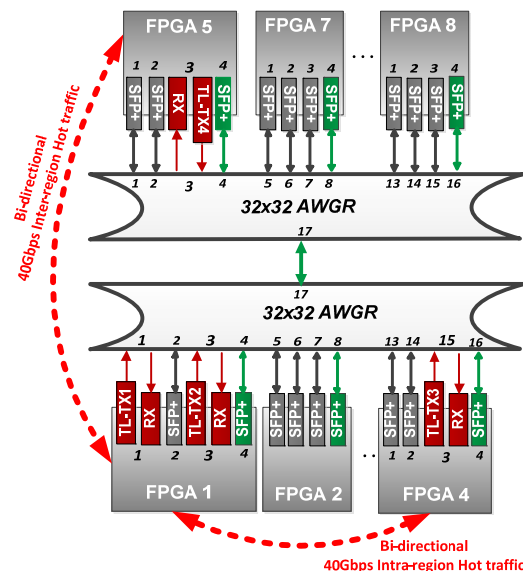 FPGA 5 FPGA 7 FPGA 8
...
1 2 3 4 1 2 3 4 1 2 3 4
SFP+ SFP+ RX TL-TX4 SFP+ SFP+ SFP+ SFP+ SFP+ SFP+ SFP+ SFP+ SFP+
1 2 3 4 5 6 7 8 13 14 15 16
32x32 AWGR
17
17
32x32 AWGR
1 2 3 4 5 6 7 8 13 14 15 16
TL-TX1 RX SFP+ TL-TX2 RX SFP+ SFP+ SFP+ SFP+ SFP+ SFP+ SFP+ TL-TX3 RX SFP+
1 2 3 4 1 2 3 4
..
FPGA 1 FPGA 2 FPGA 4
Bi-directional
40Gbps Inter-region Hot traffic
Bi-directional
40Gbps Intra-region Hot traffic